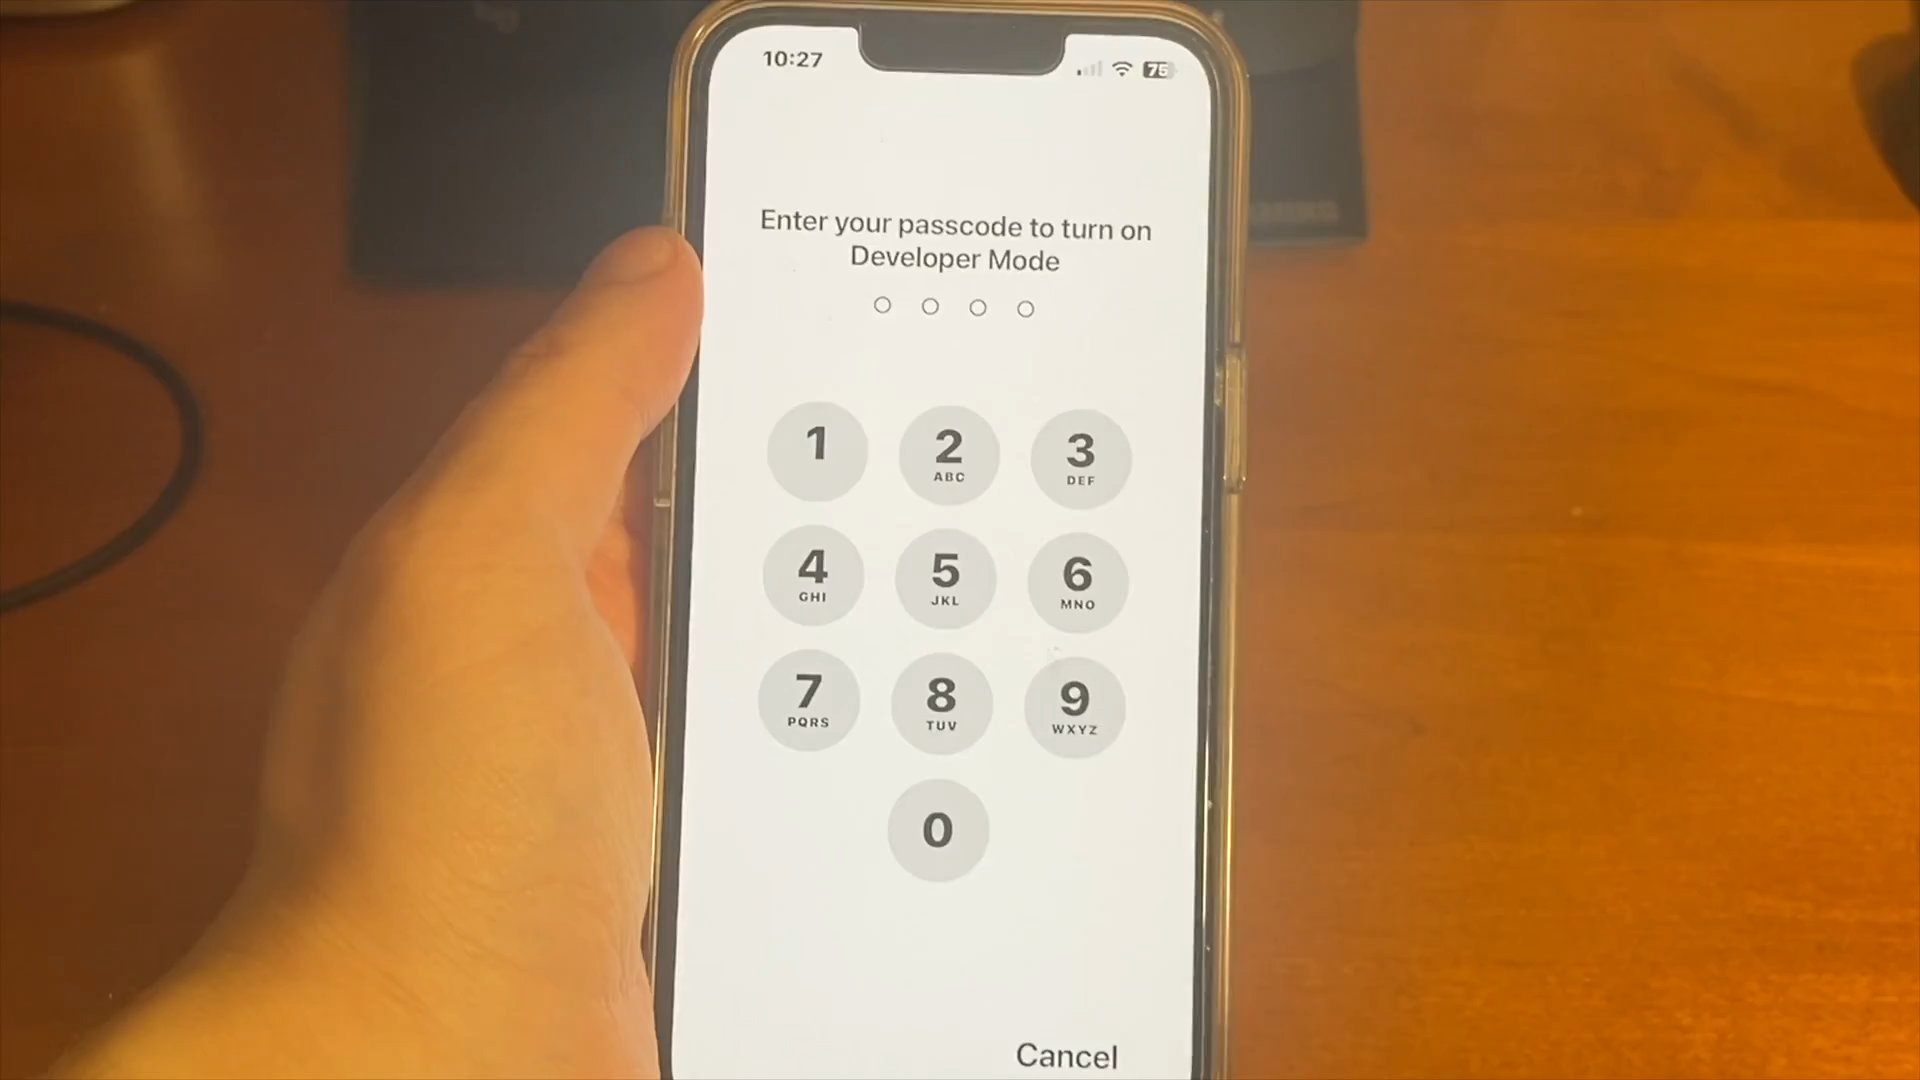 10:27
75
Enter your passcode to turn on
Developer Mode
1
2
ABC
3
DEF
4
GHI
5
JKL
6
MNO
7
PQRS
8
TUV
9
WXYZ
0
Cancel